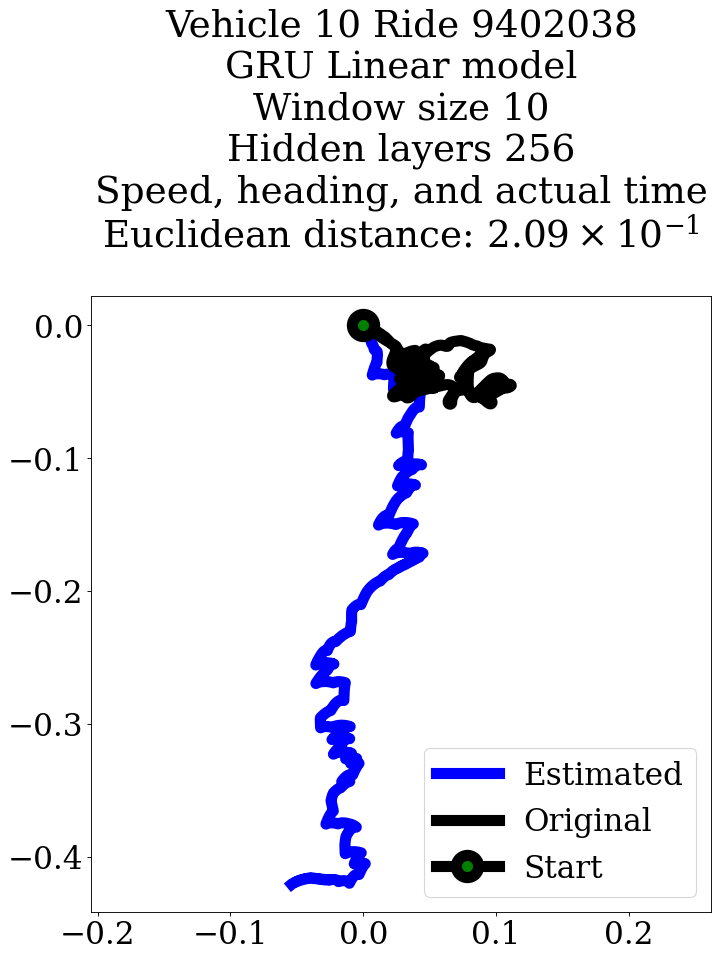 Vehicle 10 Ride 9402038
GRU Linear model
Window size 10
Hidden layers 256
Speed, heading, and actual time
Euclidean distance: 2.09 × 10⁻¹
0.0
−0.1
−0.2
−0.3
−0.4
Estimated
Original
Start
−0.2 −0.1 0.0 0.1 0.2